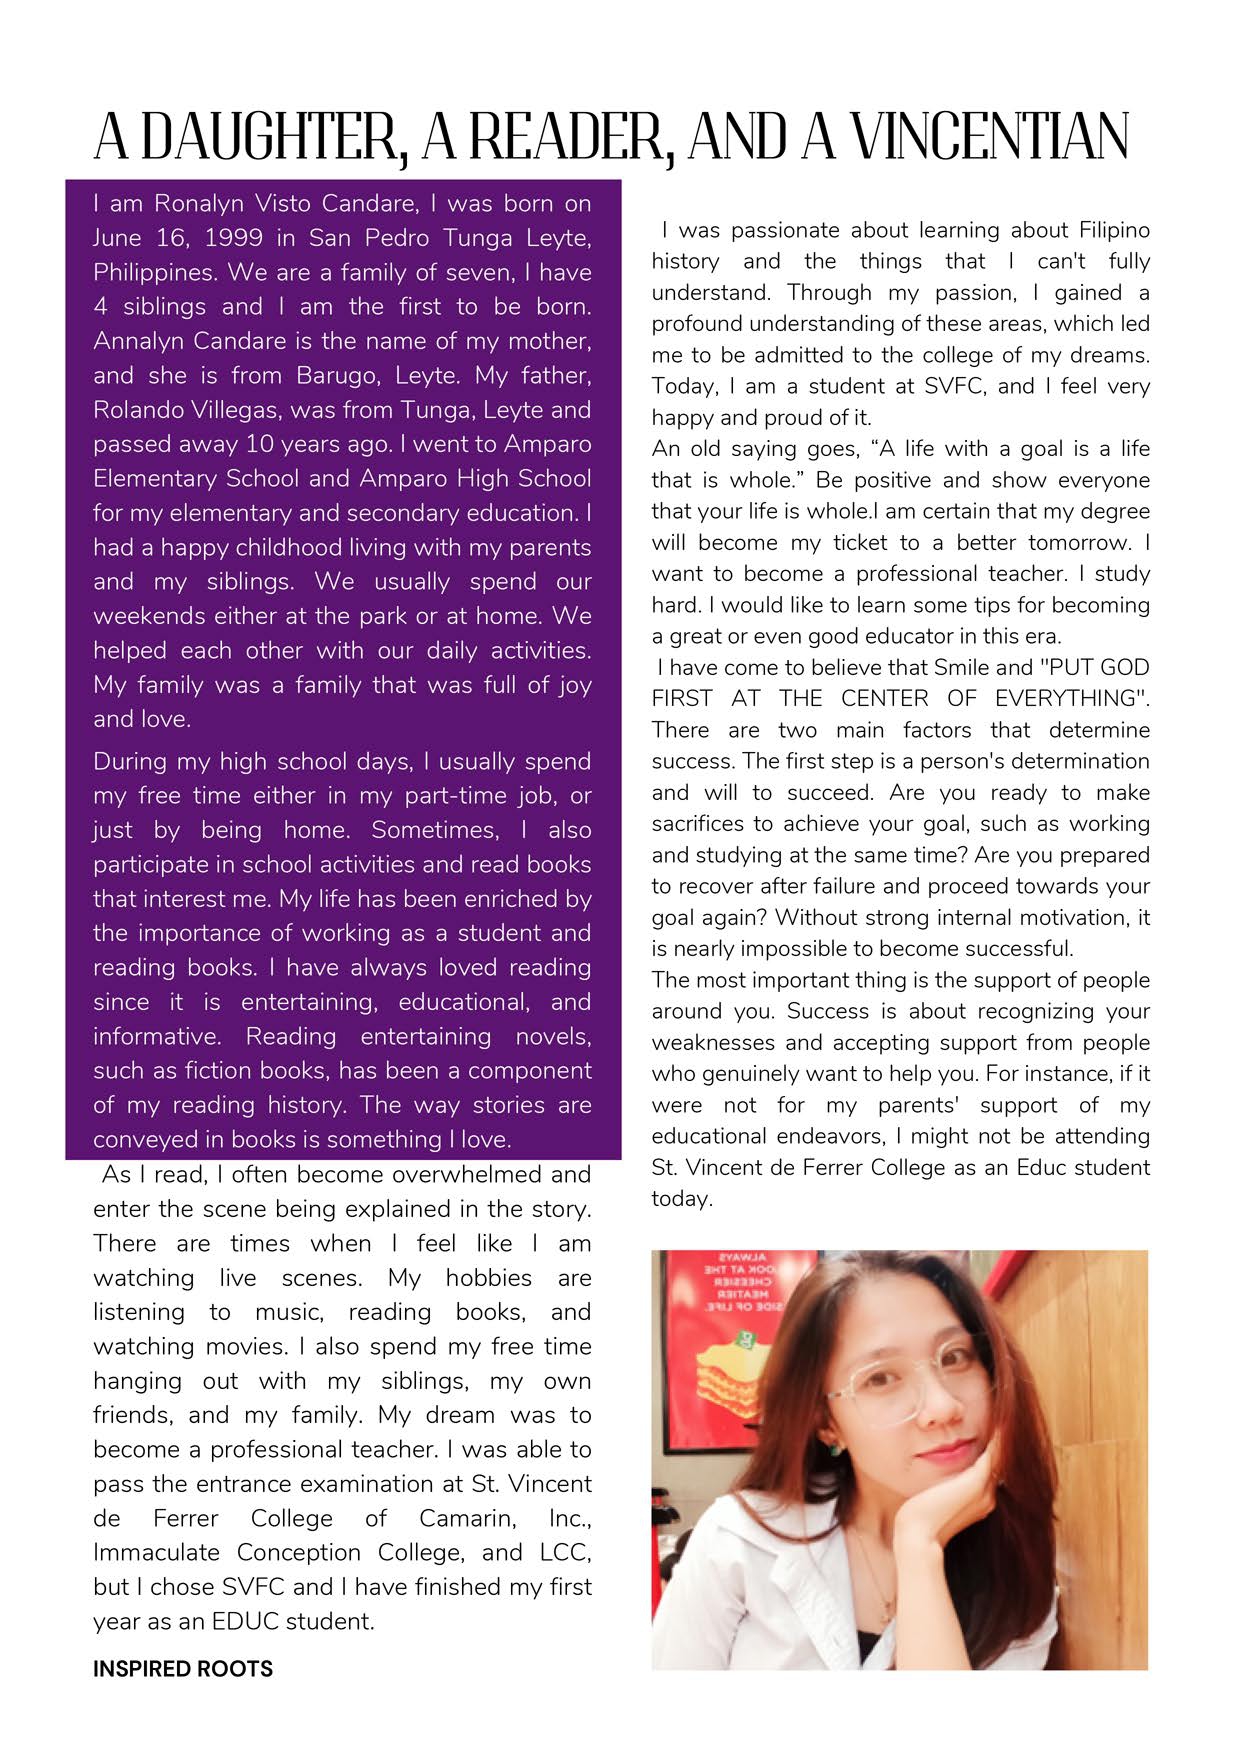 A DAUGHTER, A READER, AND A VINCENTIAN
I am Ronalyn Visto Candare, I was born on
June 16, 1999 in San Pedro Tunga Leyte,
Philippines. We are a family of seven, I have
4 siblings and I am the first to be born.
Annalyn Candare is the name of my mother,
and she is from Barugo, Leyte. My father,
Rolando Villegas, was from Tunga, Leyte and
passed away 10 years ago. I went to Amparo
Elementary School and Amparo High School
for my elementary and secondary education. I
had a happy childhood living with my parents
and my siblings. We usually spend our
weekends either at the park or at home. We
helped each other with our daily activities.
My family was a family that was full of joy
and love.
During my high school days, I usually spend
my free time either in my part-time job, or
just by being home. Sometimes, I also
participate in school activities and read books
that interest me. My life has been enriched by
the importance of working as a student and
reading books. I have always loved reading
since it is entertaining, educational, and
informative. Reading entertaining novels,
such as fiction books, has been a component
of my reading history. The way stories are
conveyed in books is something I love.
As I read, I often become overwhelmed and
enter the scene being explained in the story.
There are times when I feel like I am
watching live scenes. My hobbies are
listening to music, reading books, and
watching movies. I also spend my free time
hanging out with my siblings, my own
friends, and my family. My dream was to
become a professional teacher. I was able to
pass the entrance examination at St. Vincent
de Ferrer College of Camarin, Inc.,
Immaculate Conception College, and LCC,
but I chose SVFC and I have finished my first
year as an EDUC student.
INSPIRED ROOTS
I was passionate about learning about Filipino
history and the things that I can't fully
understand. Through my passion, I gained a
profound understanding of these areas, which led
me to be admitted to the college of my dreams.
Today, I am a student at SVFC, and I feel very
happy and proud of it.
An old saying goes, “A life with a goal is a life
that is whole.” Be positive and show everyone
that your life is whole.I am certain that my degree
will become my ticket to a better tomorrow. I
want to become a professional teacher. I study
hard. I would like to learn some tips for becoming
a great or even good educator in this era.
I have come to believe that Smile and "PUT GOD
FIRST AT THE CENTER OF EVERYTHING".
There are two main factors that determine
success. The first step is a person's determination
and will to succeed. Are you ready to make
sacrifices to achieve your goal, such as working
and studying at the same time? Are you prepared
to recover after failure and proceed towards your
goal again? Without strong internal motivation, it
is nearly impossible to become successful.
The most important thing is the support of people
around you. Success is about recognizing your
weaknesses and accepting support from people
who genuinely want to help you. For instance, if it
were not for my parents' support of my
educational endeavors, I might not be attending
St. Vincent de Ferrer College as an Educ student
today.
ALWAYS
LOOK AT THE
CHEESIER
MEATIER
SIDE OF LIFE.